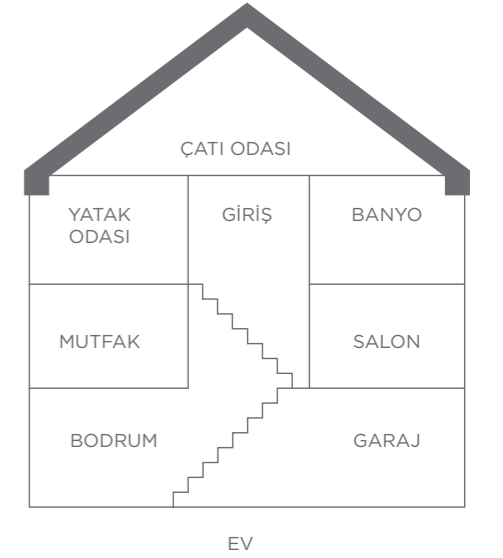 ÇATI ODASI
YATAK
ODASI
GİRİŞ
BANYO
MUTFAK
SALON
BODRUM
GARAJ
EV